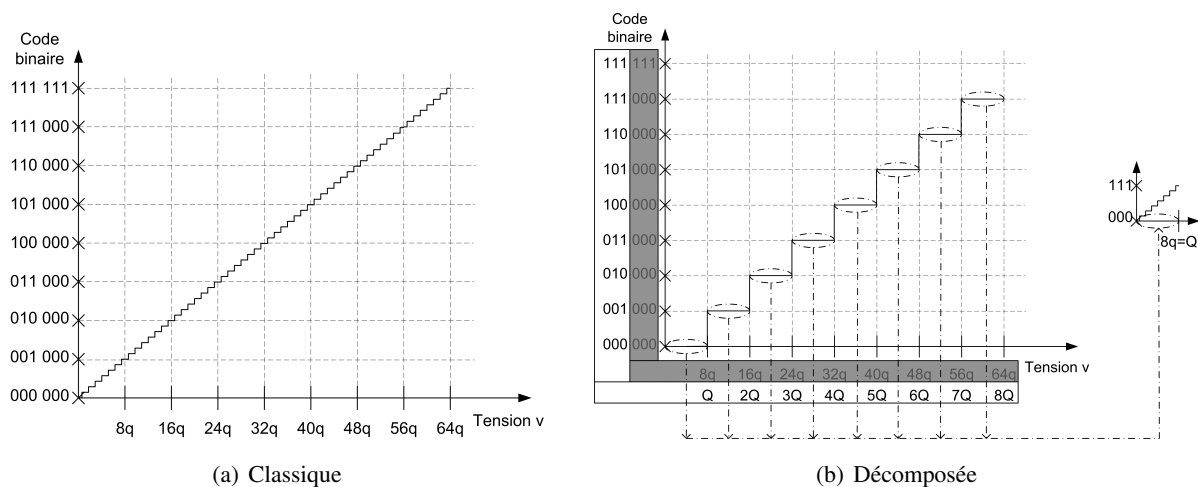 Code
binaire
111 111
111 000
110 000
101 000
100 000
011 000
010 000
001 000
000 000
8q 16q 24q 32q 40q 48q 56q 64q
Tension v
(a) Classique
Code
binaire
111 111
111 000
110 000
101 000
100 000
011 000
010 000
001 000
000 000
8q 16q 24q 32q 40q 48q 56q 64q
Q 2Q 3Q 4Q 5Q 6Q 7Q 8Q
Tension v
111
000
8q=Q
(b) Décomposée